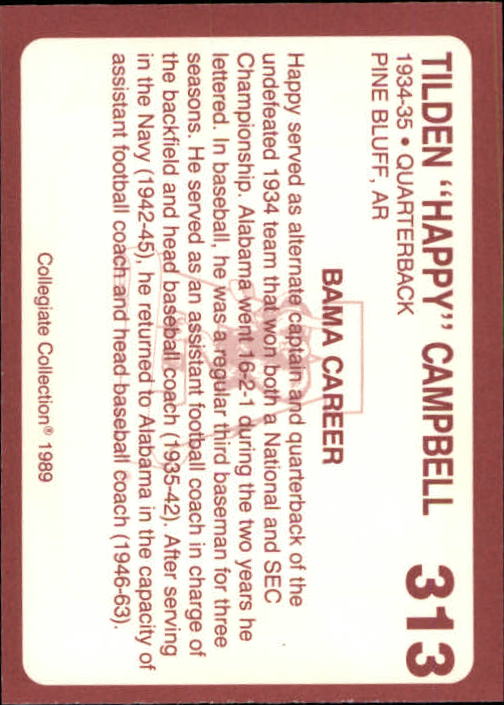 TILDEN "HAPPY" CAMPBELL 313
1934-35 • QUARTERBACK
PINE BLUFF, AR
BAMA CAREER
Happy served as alternate captain and quarterback of the
undefeated 1934 team that won both a National and SEC
Championship. Alabama went 16-2-1 during the two years he
lettered. In baseball, he was a regular third baseman for three
seasons. He served as an assistant football coach in charge of
the backfield and head baseball coach (1935-42). After serving
in the Navy (1942-45), he returned to Alabama in the capacity of
assistant football coach and head baseball coach (1946-63).
Collegiate Collection® 1989